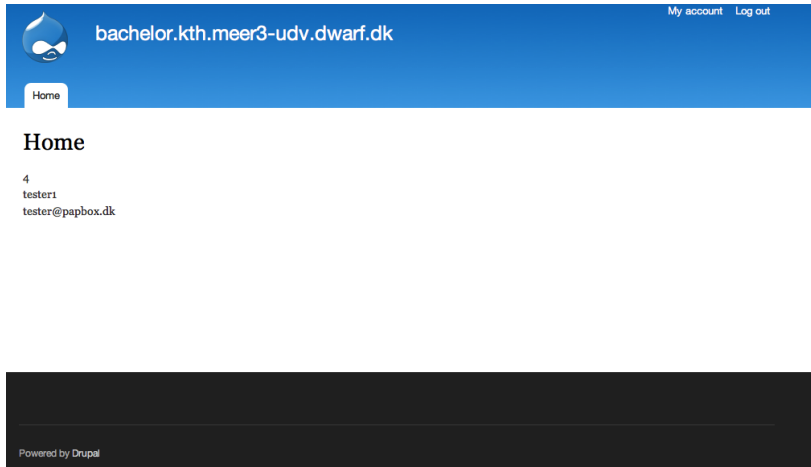 My account Log out
bachelor.kth.meer3-udv.dwarf.dk
Home
Home
4
tester1
tester@papbox.dk
Powered by Drupal